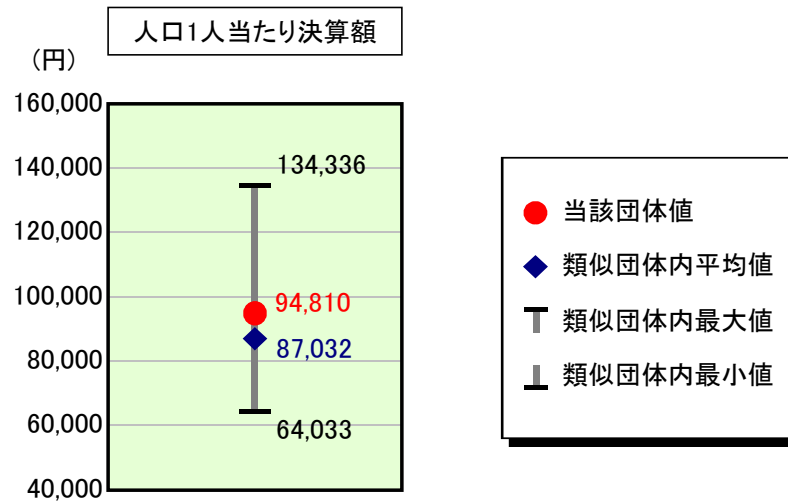 人口1人当たり決算額
(円)
160,000
140,000
120,000
100,000
80,000
60,000
40,000
134,336
94,810
87,032
64,033
当該団体値
類似団体内平均値
類似団体内最大値
類似団体内最小値